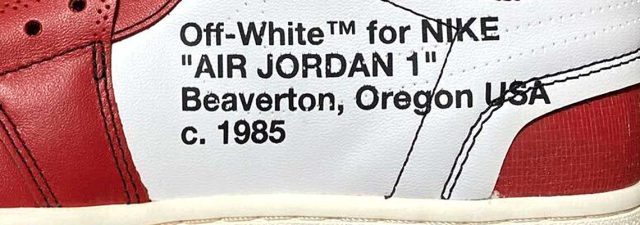 Off-White™ for NIKE
"AIR JORDAN 1"
Beaverton, Oregon USA
c. 1985